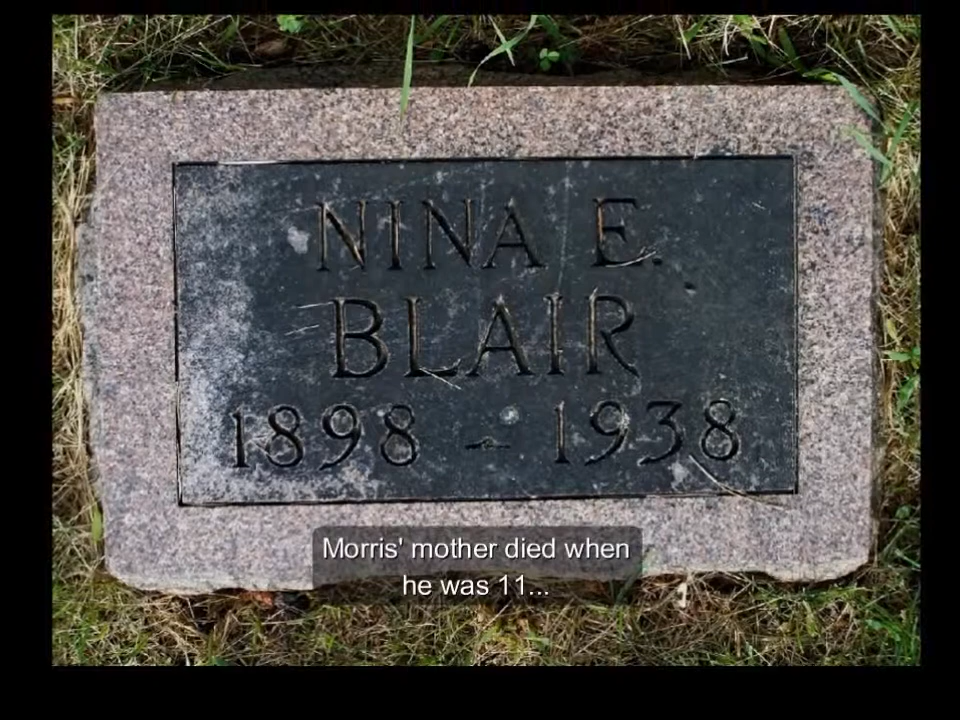 NINA E.
BLAIR
1898 - 1938
Morris' mother died when
he was 11...